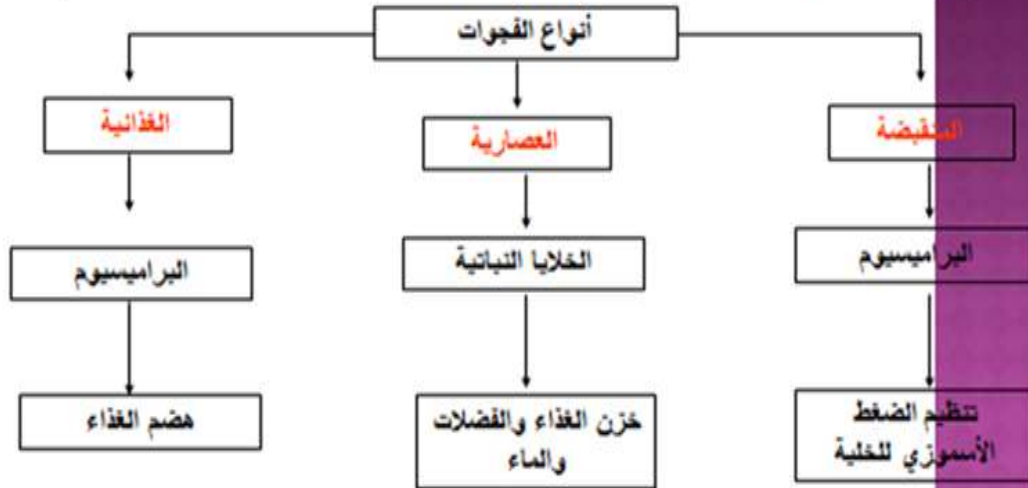 أنواع الفجوات
المنقبضة
العصارية
الغذائية
البراميسيوم
الخلايا النباتية
البراميسيوم
تنظيم الضغط
الأسموزي للخلية
خزن الغذاء والفضلات
والماء
هضم الغذاء